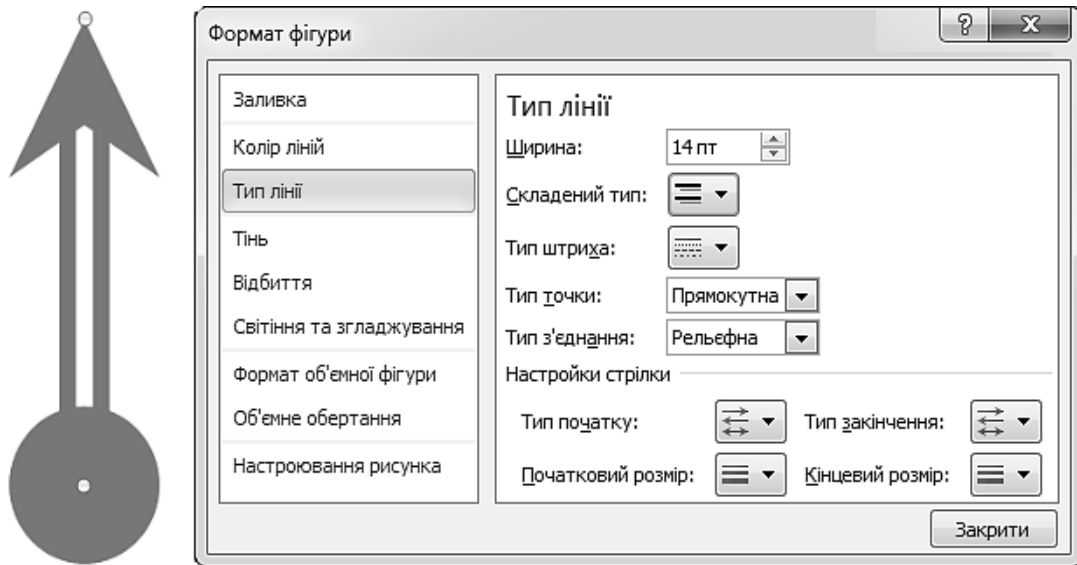 Формат фігури
Заливка
Колір ліній
Тип лінії
Тінь
Відбиття
Світіння та згладжування
Формат об'ємної фігури
Об'ємне обертання
Настроювання рисунка
Тип лінії
Ширина: 14 пт
Складений тип:
Тип штриха:
Тип точки: Прямокутна
Тип з'єднання: Рельєфна
Настройки стрілки
Тип початку: Тип закінчення:
Початковий розмір: Кінцевий розмір:
Закрити